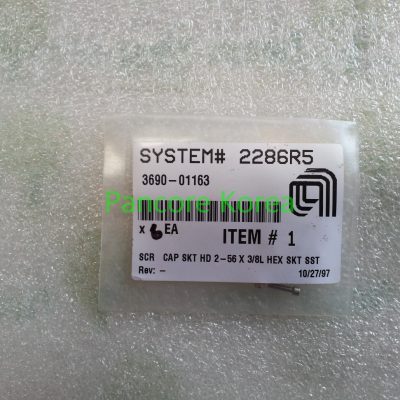 SYSTEM# 2286R5
3690-01163
Pancore Korea
x 6 EA
ITEM # 1
SCR CAP SKT HD 2-56 X 3/8L HEX SKT SST
Rev: -
10/27/97